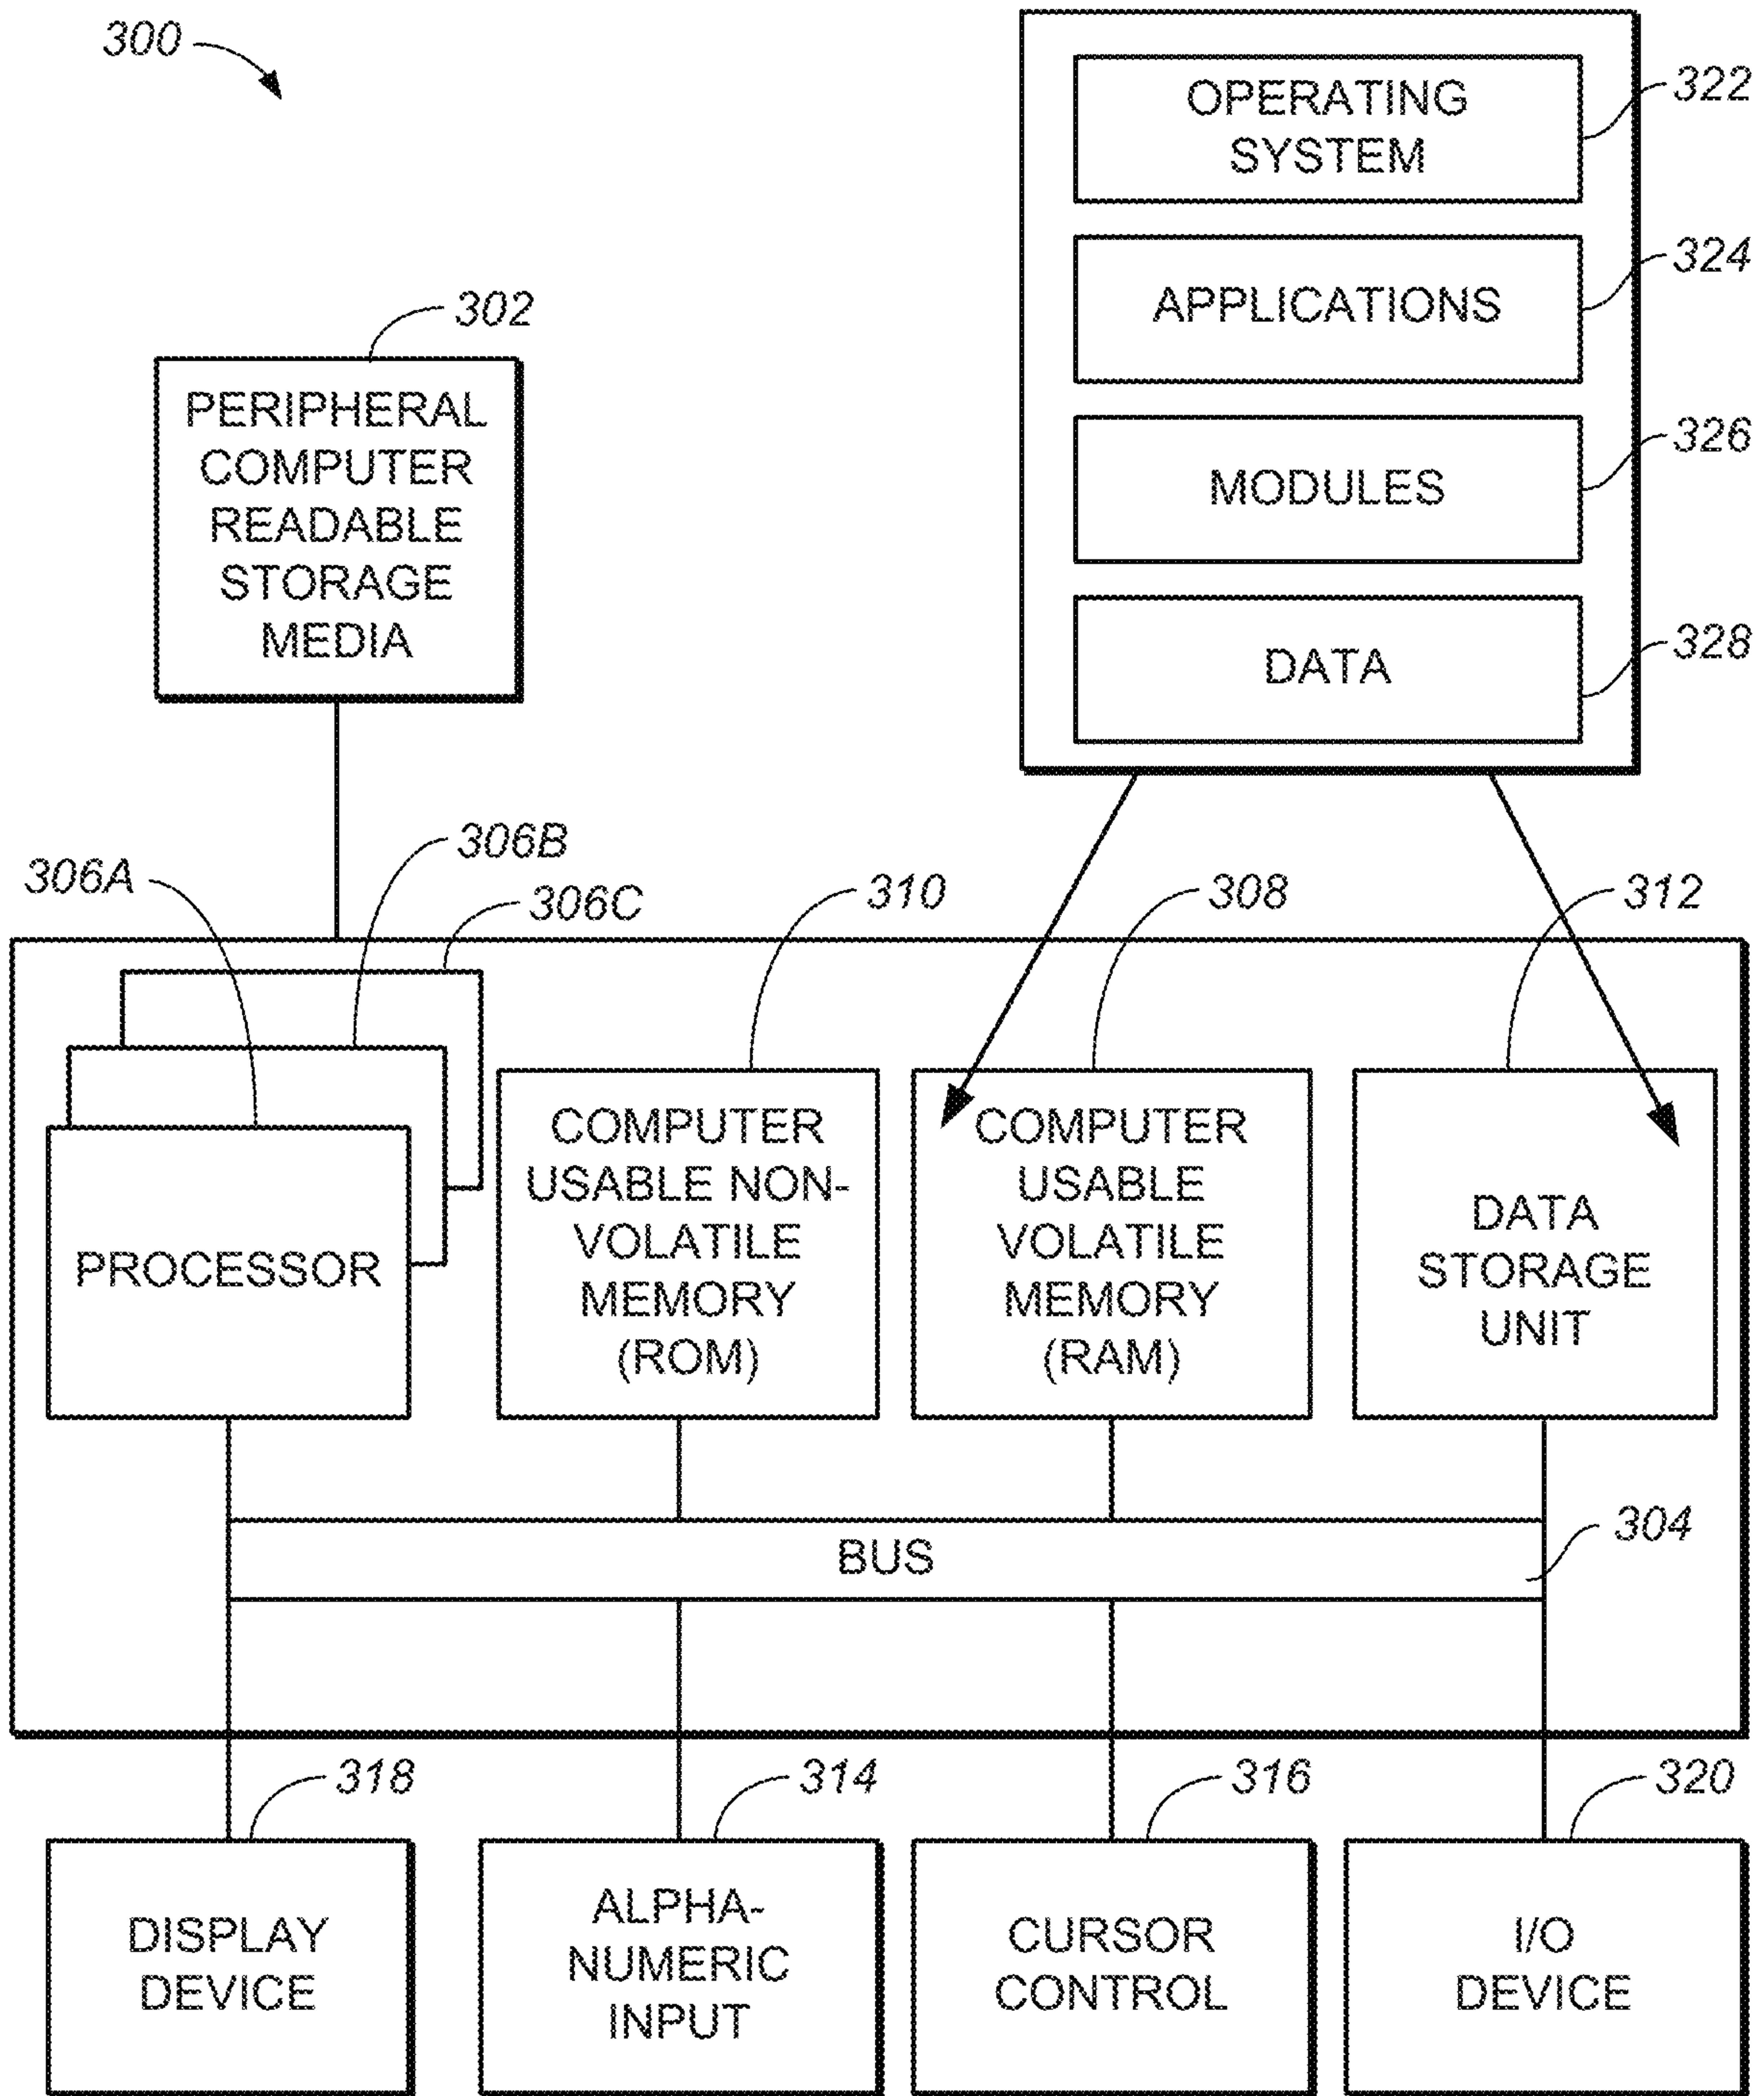 300
OPERATING
SYSTEM
322
APPLICATIONS
324
MODULES
326
DATA
328
302
PERIPHERAL
COMPUTER
READABLE
STORAGE
MEDIA
306A
306B
306C
310
308
312
PROCESSOR
COMPUTER
USABLE NON-
VOLATILE
MEMORY
(ROM)
COMPUTER
USABLE
VOLATILE
MEMORY
(RAM)
DATA
STORAGE
UNIT
BUS
304
318
314
316
320
DISPLAY
DEVICE
ALPHA-
NUMERIC
INPUT
CURSOR
CONTROL
I/O
DEVICE